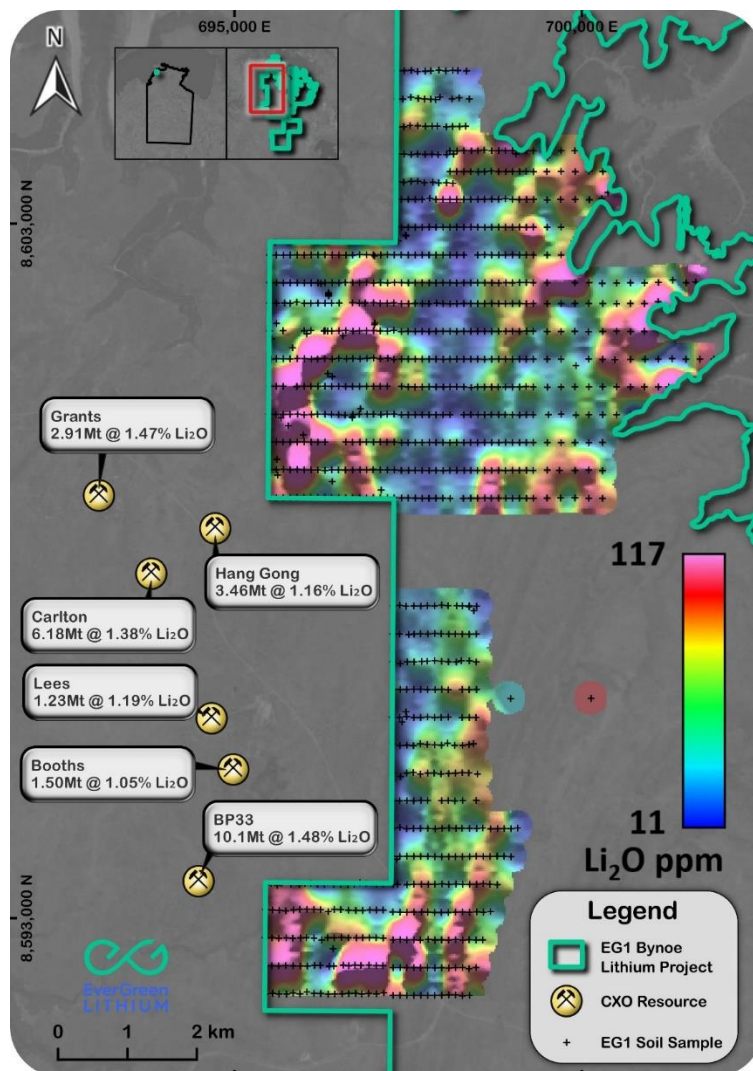 695,000 E
700,000 E
N
8,603,000 N
Grants
2.91Mt @ 1.47% Li₂O
Hang Gong
3.46Mt @ 1.16% Li₂O
Carlton
6.18Mt @ 1.38% Li₂O
Lees
1.23Mt @ 1.19% Li₂O
Booths
1.50Mt @ 1.05% Li₂O
BP33
10.1Mt @ 1.48% Li₂O
117
11
Li₂O ppm
8,593,000 N
EverGreen
LITHIUM
0 1 2 km
Legend
EG1 Bynoe
Lithium Project
CXO Resource
EG1 Soil Sample